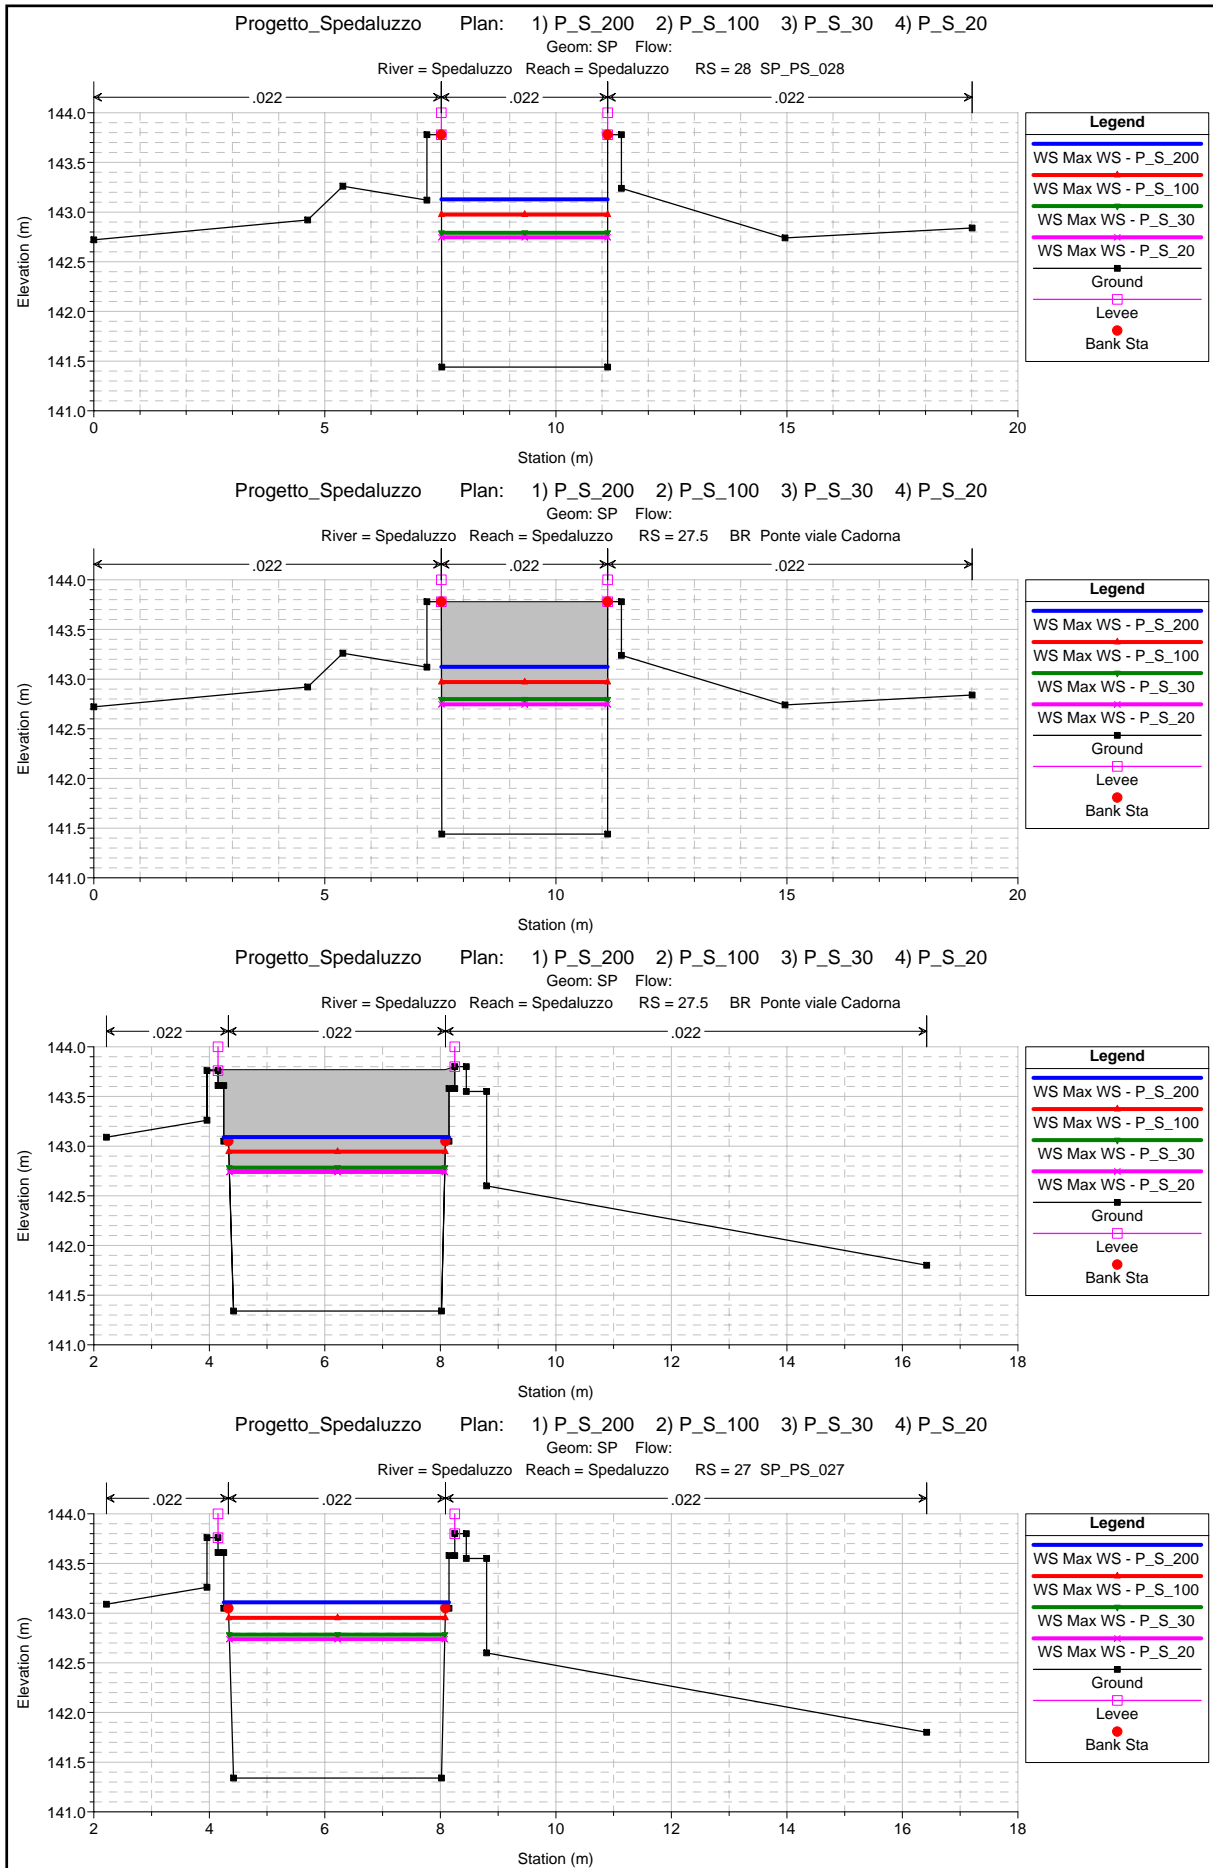 Progetto_Spedaluzzo Plan: 1) P_S_200 2) P_S_100 3) P_S_30 4) P_S_20
Geom: SP Flow:
River = Spedaluzzo Reach = Spedaluzzo RS = 28 SP_PS_028
.022 .022 .022
Elevation (m)
144.0
143.5
143.0
142.5
142.0
141.5
141.0
0 5 10 15 20
Station (m)
Legend
WS Max WS - P_S_200
WS Max WS - P_S_100
WS Max WS - P_S_30
WS Max WS - P_S_20
Ground
Levee
Bank Sta
Progetto_Spedaluzzo Plan: 1) P_S_200 2) P_S_100 3) P_S_30 4) P_S_20
Geom: SP Flow:
River = Spedaluzzo Reach = Spedaluzzo RS = 27.5 BR Ponte viale Cadorna
.022 .022 .022
Elevation (m)
144.0
143.5
143.0
142.5
142.0
141.5
141.0
0 5 10 15 20
Station (m)
Legend
WS Max WS - P_S_200
WS Max WS - P_S_100
WS Max WS - P_S_30
WS Max WS - P_S_20
Ground
Levee
Bank Sta
Progetto_Spedaluzzo Plan: 1) P_S_200 2) P_S_100 3) P_S_30 4) P_S_20
Geom: SP Flow:
River = Spedaluzzo Reach = Spedaluzzo RS = 27.5 BR Ponte viale Cadorna
.022 .022 .022
Elevation (m)
144.0
143.5
143.0
142.5
142.0
141.5
141.0
2 4 6 8 10 12 14 16 18
Station (m)
Legend
WS Max WS - P_S_200
WS Max WS - P_S_100
WS Max WS - P_S_30
WS Max WS - P_S_20
Ground
Levee
Bank Sta
Progetto_Spedaluzzo Plan: 1) P_S_200 2) P_S_100 3) P_S_30 4) P_S_20
Geom: SP Flow:
River = Spedaluzzo Reach = Spedaluzzo RS = 27 SP_PS_027
.022 .022 .022
Elevation (m)
144.0
143.5
143.0
142.5
142.0
141.5
141.0
2 4 6 8 10 12 14 16 18
Station (m)
Legend
WS Max WS - P_S_200
WS Max WS - P_S_100
WS Max WS - P_S_30
WS Max WS - P_S_20
Ground
Levee
Bank Sta